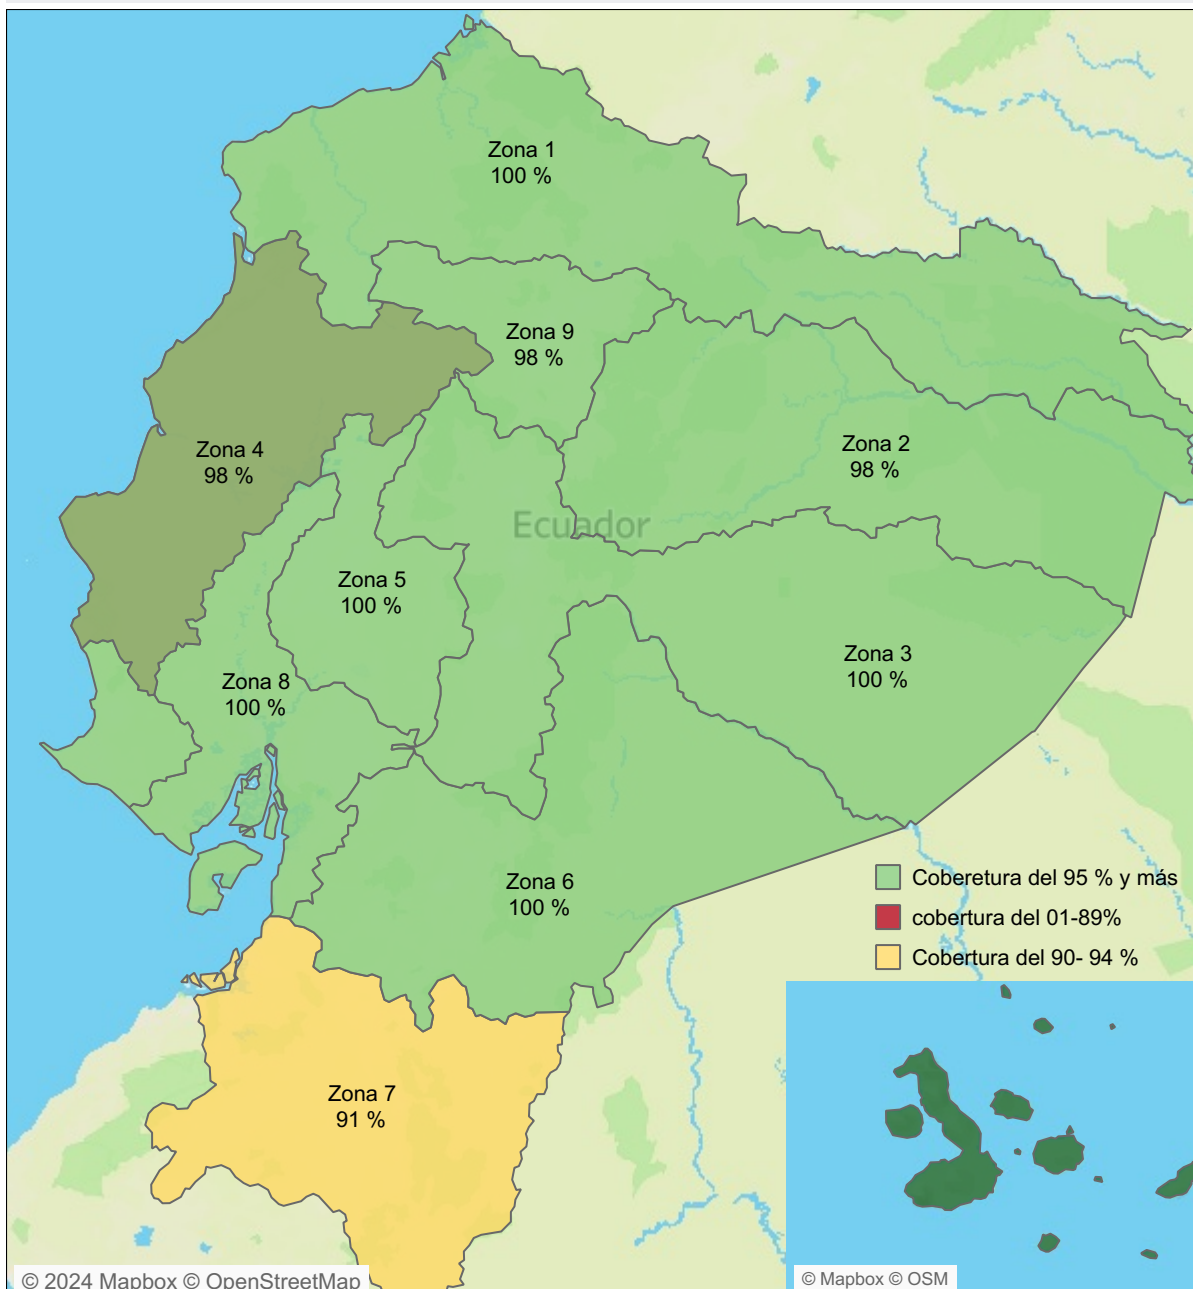 Zona 1
100 %
Zona 9
98 %
Zona 4
98 %
Zona 2
98 %
Ecuador
Zona 5
100 %
Zona 3
100 %
Zona 8
100 %
Zona 6
100 %
Coberetura del 95 % y más
cobertura del 01-89%
Cobertura del 90- 94 %
Zona 7
91 %
© 2024 Mapbox © OpenStreetMap
© Mapbox © OSM